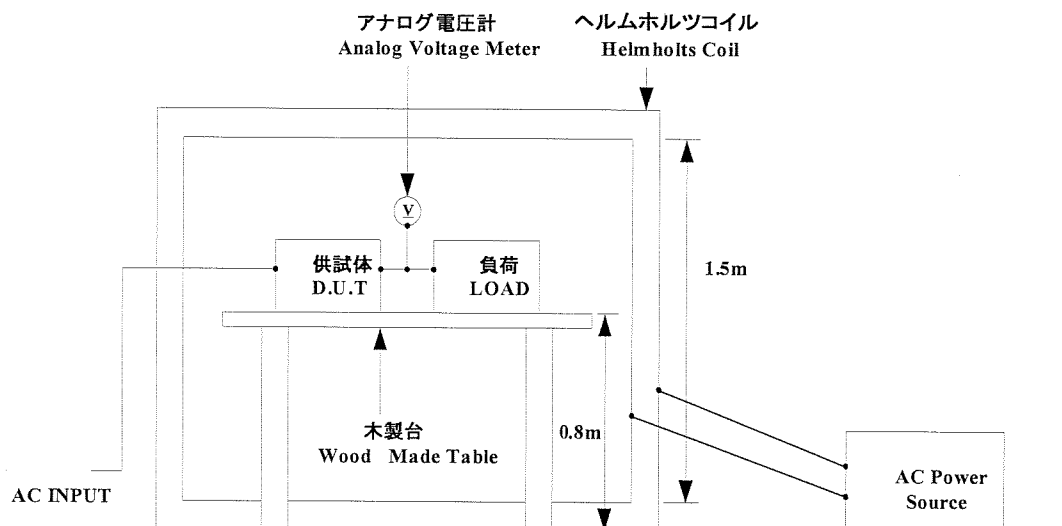 アナログ電圧計
Analog Voltage Meter
ヘルムホルツコイル
Helmholts Coil
V
供試体
D.U.T
負荷
LOAD
1.5m
0.8m
木製台
Wood Made Table
AC INPUT
AC Power
Source